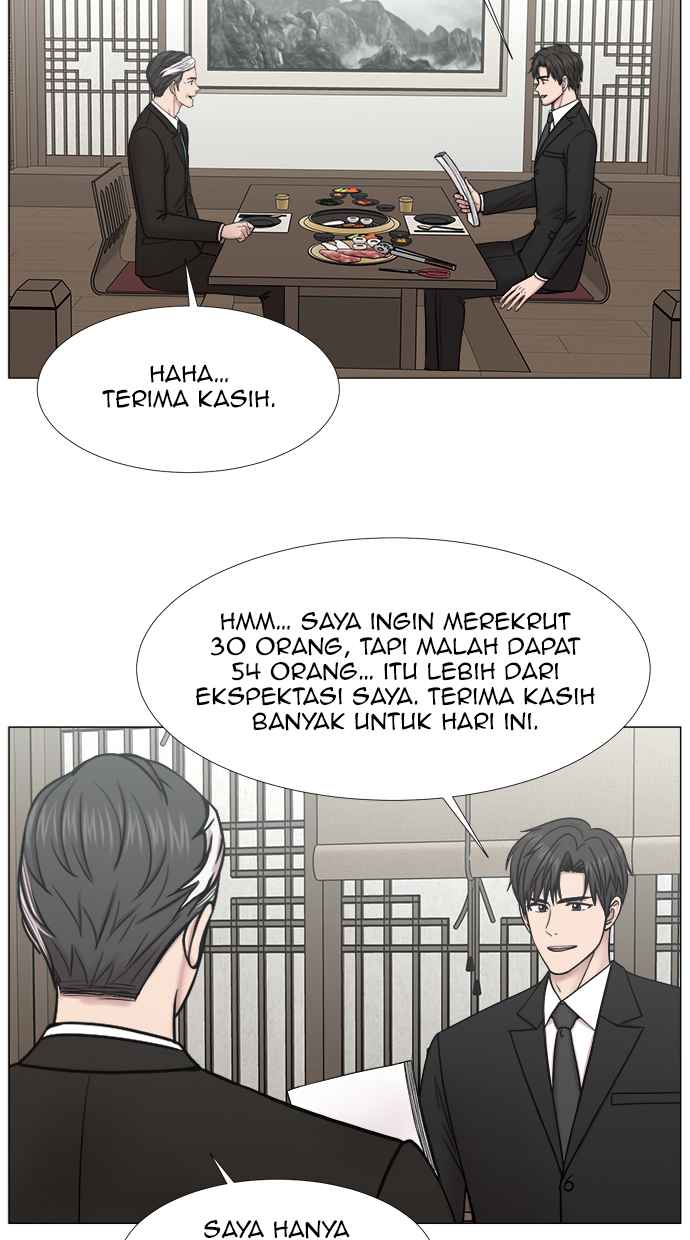 HAHA...
TERIMA KASIH.
HMM... SAYA INGIN MEREKRUT
30 ORANG, TAPI MALAH DAPAT
54 ORANG... ITU LEBIH DARI
EKSPEKTASI SAYA. TERIMA KASIH
BANYAK UNTUK HARI INI.
6
SAYA HANYA